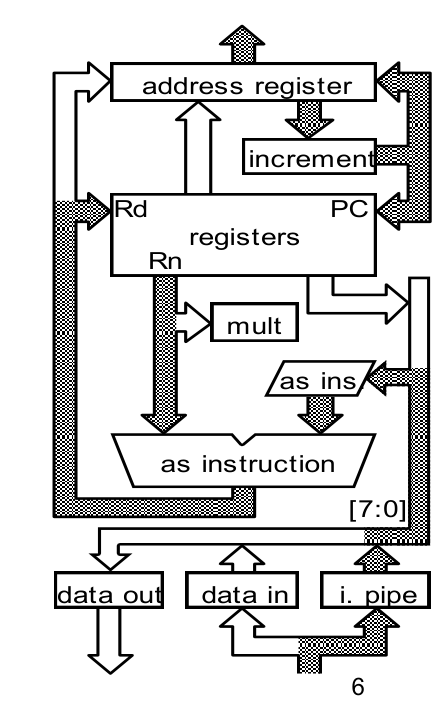 address register
increment
Rd
PC
registers
Rn
mult
as ins
as instruction
[7:0]
data out
data in
i. pipe
6